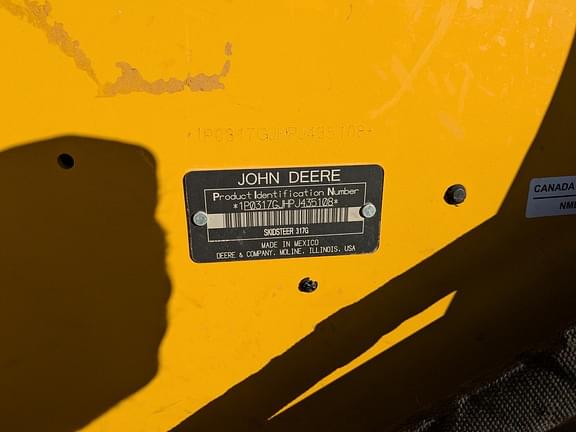 *1P0317GJHPJ435108*
JOHN DEERE
Product Identification Number
*1P0317GJHPJ435108*
SKIDSTEER 317G
MADE IN MEXICO
DEERE & COMPANY, MOLINE, ILLINOIS, USA
CANADA